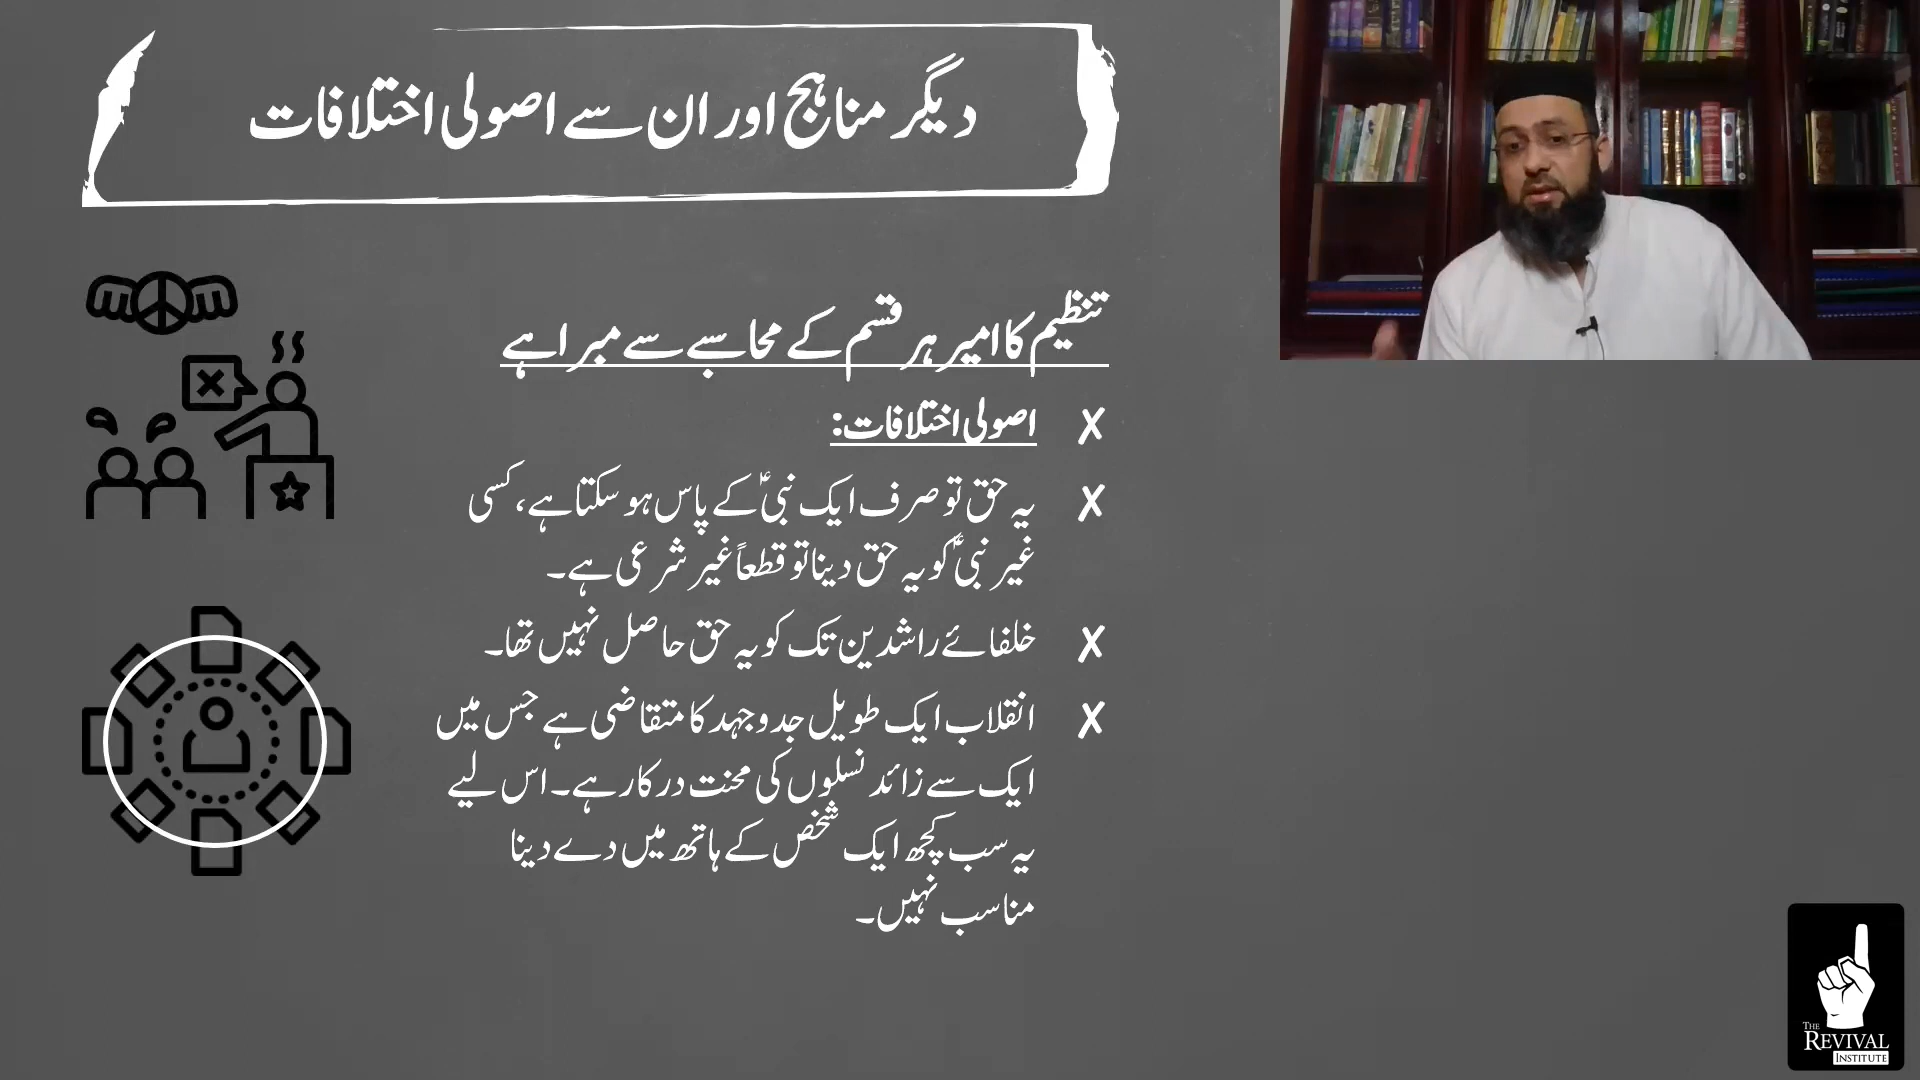 دیگر مناہج اور ان سے اصولی اختلافات
تنظیم کا امیر ہر قسم کے محاسبے سے مبرا ہے
X اصولی اختلافات:
X یہ حق تو صرف ایک نبیؐ کے پاس ہو سکتا ہے، کسی
غیر نبیؐ کو یہ حق دینا تو قطعاً غیر شرعی ہے۔
X خلفائے راشدین تک کو یہ حق حاصل نہیں تھا۔
X انقلاب ایک طویل جدوجہد کا متقاضی ہے جس میں
ایک سے زائد نسلوں کی محنت درکار ہے۔ اس لیے
یہ سب کچھ ایک شخص کے ہاتھ میں دے دینا
مناسب نہیں۔
THE
REVIVAL
INSTITUTE